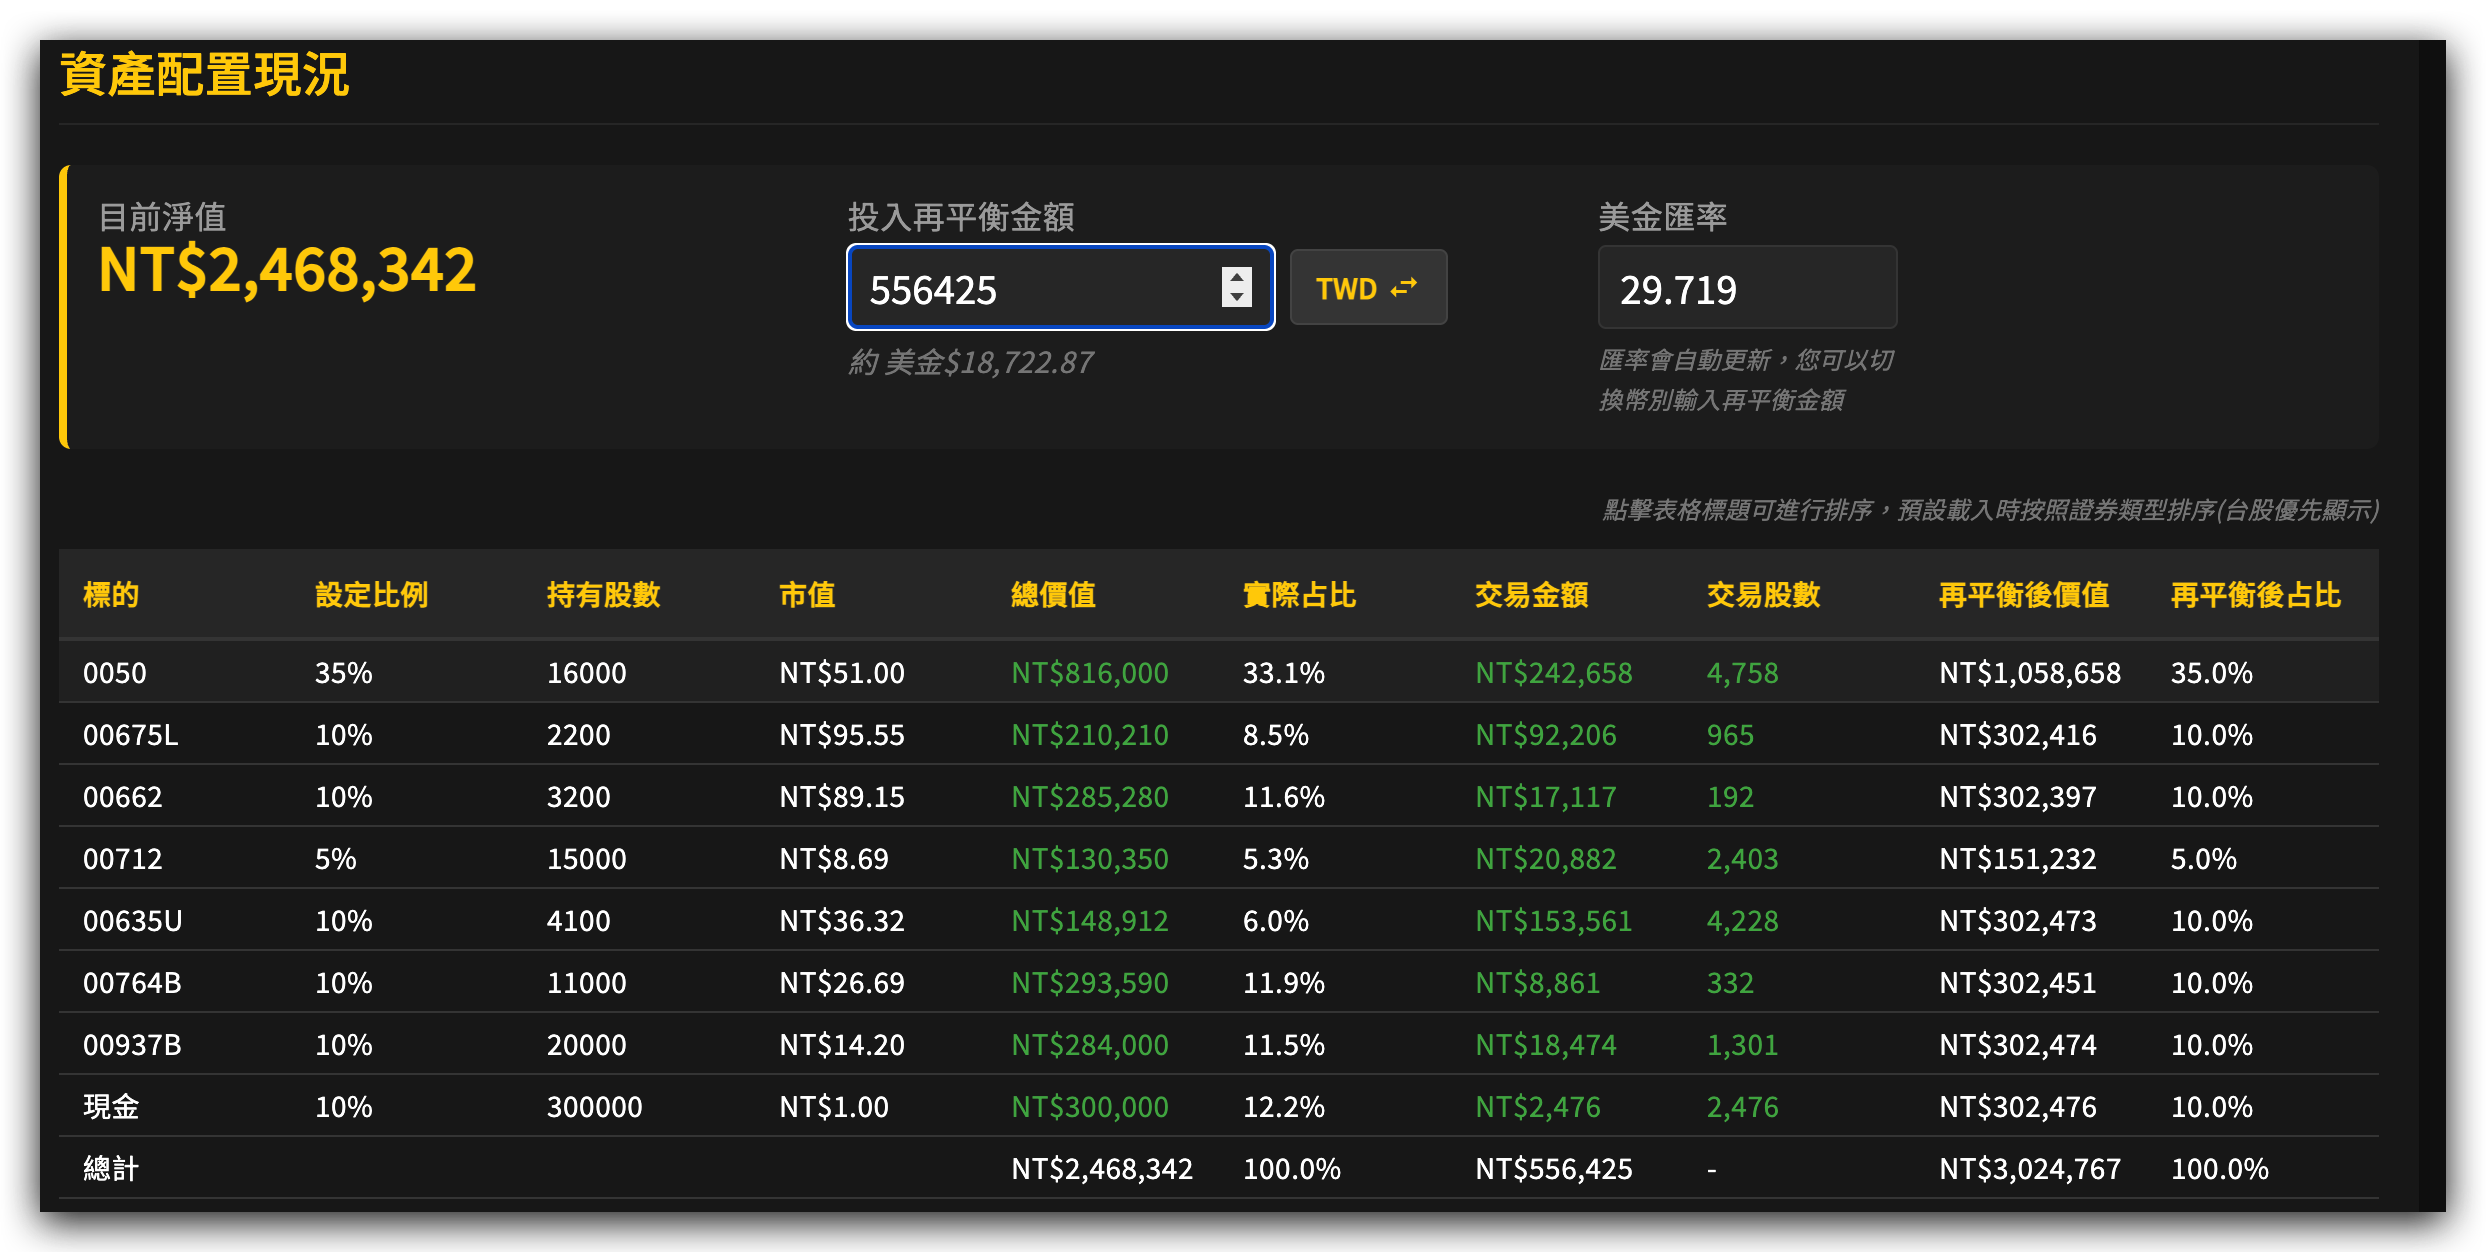 資產配置現況
目前淨值
NT$2,468,342
投入再平衡金額
556425
TWD
約 美金$18,722.87
美金匯率
29.719
匯率會自動更新，您可以切
換幣別輸入再平衡金額
點擊表格標題可進行排序，預設載入時按照證券類型排序(台股優先顯示)
標的 設定比例 持有股數 市值 總價值 實際占比 交易金額 交易股數 再平衡後價值 再平衡後占比
0050 35% 16000 NT$51.00 NT$816,000 33.1% NT$242,658 4,758 NT$1,058,658 35.0%
00675L 10% 2200 NT$95.55 NT$210,210 8.5% NT$92,206 965 NT$302,416 10.0%
00662 10% 3200 NT$89.15 NT$285,280 11.6% NT$17,117 192 NT$302,397 10.0%
00712 5% 15000 NT$8.69 NT$130,350 5.3% NT$20,882 2,403 NT$151,232 5.0%
00635U 10% 4100 NT$36.32 NT$148,912 6.0% NT$153,561 4,228 NT$302,473 10.0%
00764B 10% 11000 NT$26.69 NT$293,590 11.9% NT$8,861 332 NT$302,451 10.0%
00937B 10% 20000 NT$14.20 NT$284,000 11.5% NT$18,474 1,301 NT$302,474 10.0%
現金 10% 300000 NT$1.00 NT$300,000 12.2% NT$2,476 2,476 NT$302,476 10.0%
總計 NT$2,468,342 100.0% NT$556,425 - NT$3,024,767 100.0%